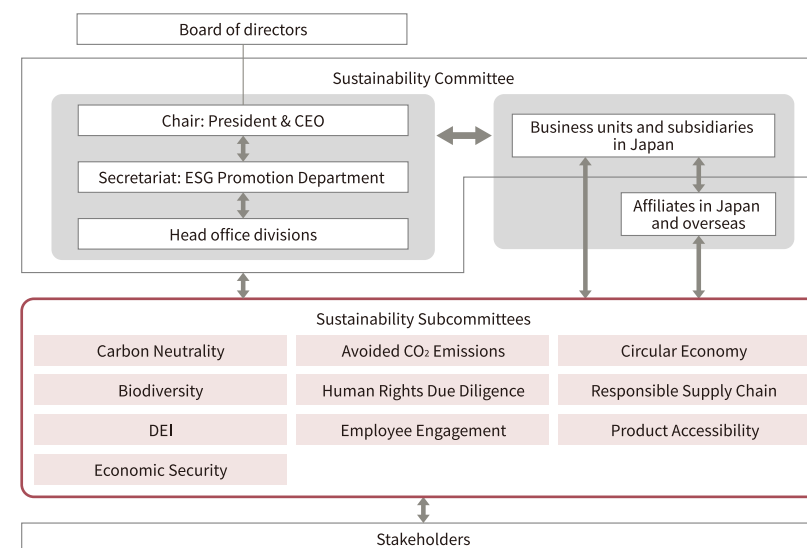 Board of directors
Sustainability Committee
Chair: President & CEO
Secretariat: ESG Promotion Department
Head office divisions
Business units and subsidiaries
in Japan
Affiliates in Japan
and overseas
Sustainability Subcommittees
Carbon Neutrality
Avoided CO₂ Emissions
Circular Economy
Biodiversity
Human Rights Due Diligence
Responsible Supply Chain
DEI
Employee Engagement
Product Accessibility
Economic Security
Stakeholders